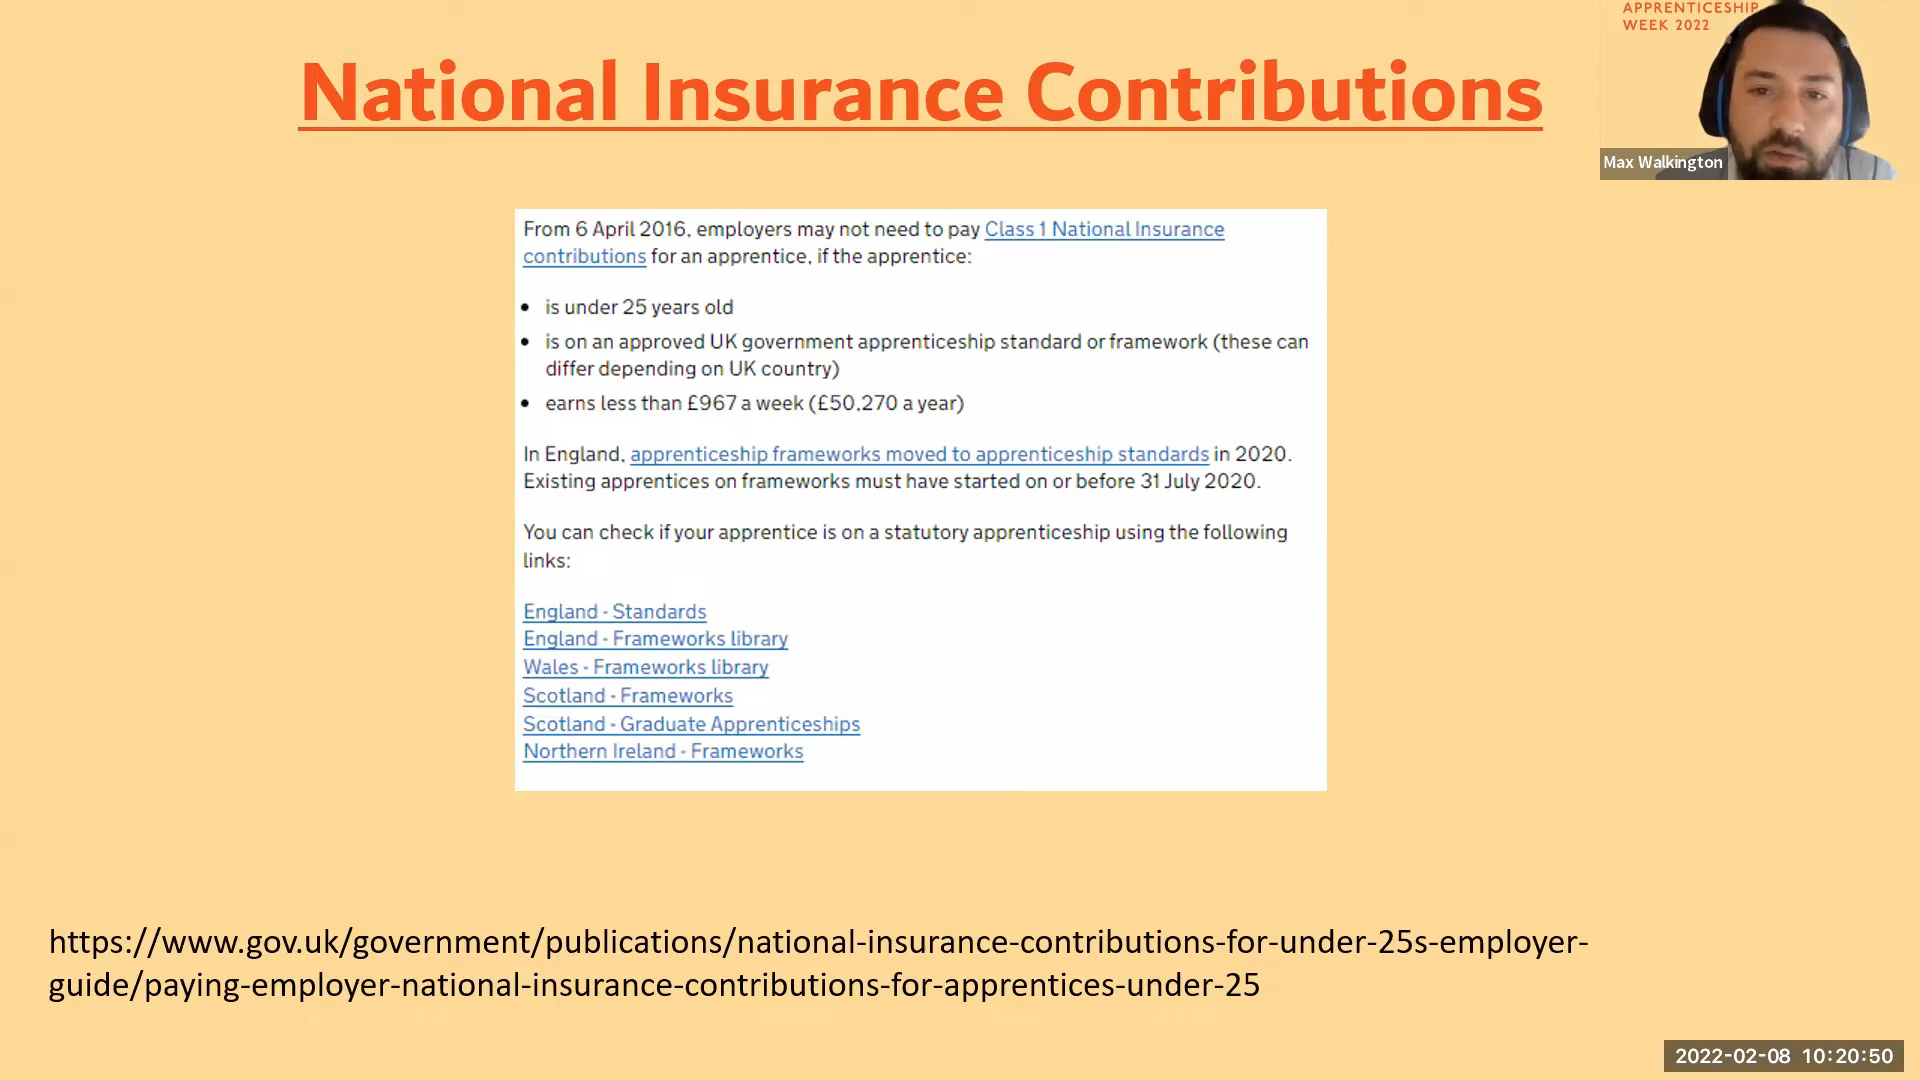 APPRENTICESHIP
WEEK 2022
National Insurance Contributions
Max Walkington
From 6 April 2016, employers may not need to pay Class 1 National Insurance
contributions for an apprentice, if the apprentice:
• is under 25 years old
• is on an approved UK government apprenticeship standard or framework (these can
differ depending on UK country)
• earns less than £967 a week (£50,270 a year)
In England, apprenticeship frameworks moved to apprenticeship standards in 2020.
Existing apprentices on frameworks must have started on or before 31 July 2020.
You can check if your apprentice is on a statutory apprenticeship using the following
links:
England - Standards
England - Frameworks library
Wales - Frameworks library
Scotland - Frameworks
Scotland - Graduate Apprenticeships
Northern Ireland - Frameworks
https://www.gov.uk/government/publications/national-insurance-contributions-for-under-25s-employer-
guide/paying-employer-national-insurance-contributions-for-apprentices-under-25
2022-02-08 10:20:50